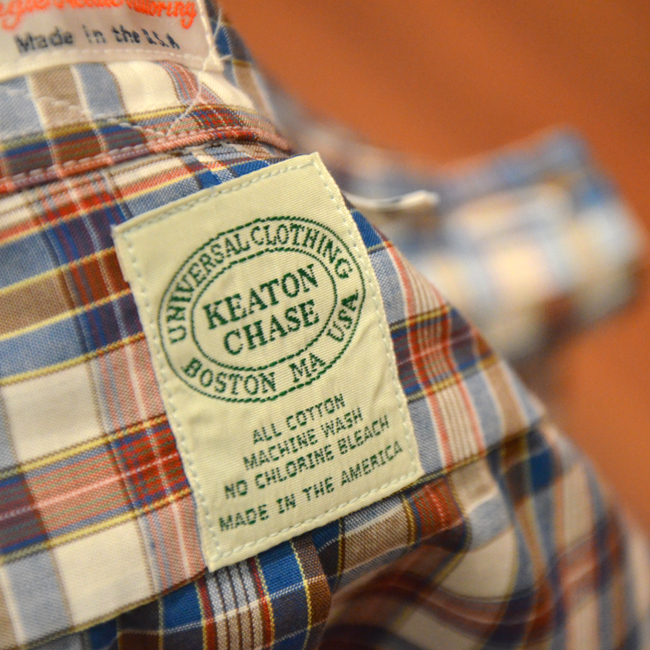 Made in the U.S.A
UNIVERSAL CLOTHING
KEATON
CHASE
BOSTON MA USA
ALL COTTON
MACHINE WASH
NO CHLORINE BLEACH
MADE IN THE AMERICA